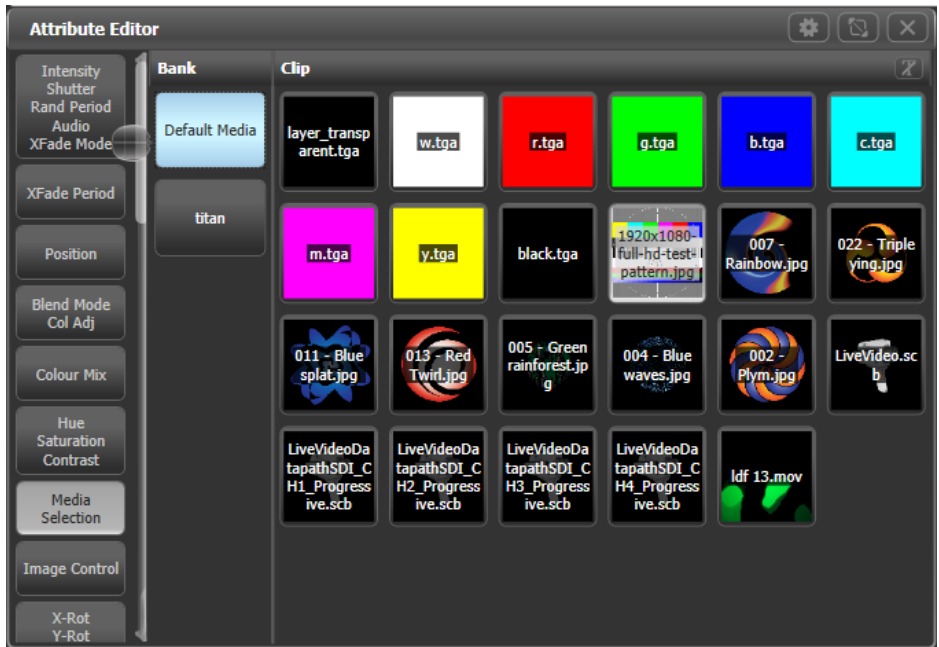 Attribute Editor
Intensity
Shutter
Rand Period
Audio
XFade Mode
XFade Period
Position
Blend Mode
Col Adj
Colour Mix
Hue
Saturation
Contrast
Media
Selection
Image Control
X-Rot
Y-Rot
Bank
Default Media
titan
Clip
layer_transp
arent.tga
w.tga
r.tga
g.tga
b.tga
c.tga
m.tga
y.tga
black.tga
1920x1080-
full-hd-test-
pattern.jpg
007 -
Rainbow.jpg
022 - Triple
ying.jpg
011 - Blue
splat.jpg
013 - Red
Twirl.jpg
005 - Green
rainforest.jp
g
004 - Blue
waves.jpg
002 -
Plym.jpg
LiveVideo.sc
b
LiveVideoDa
tapathSDI_C
H1_Progress
ive.scb
LiveVideoDa
tapathSDI_C
H2_Progress
ive.scb
LiveVideoDa
tapathSDI_C
H3_Progress
ive.scb
LiveVideoDa
tapathSDI_C
H4_Progress
ive.scb
ldf 13.mov